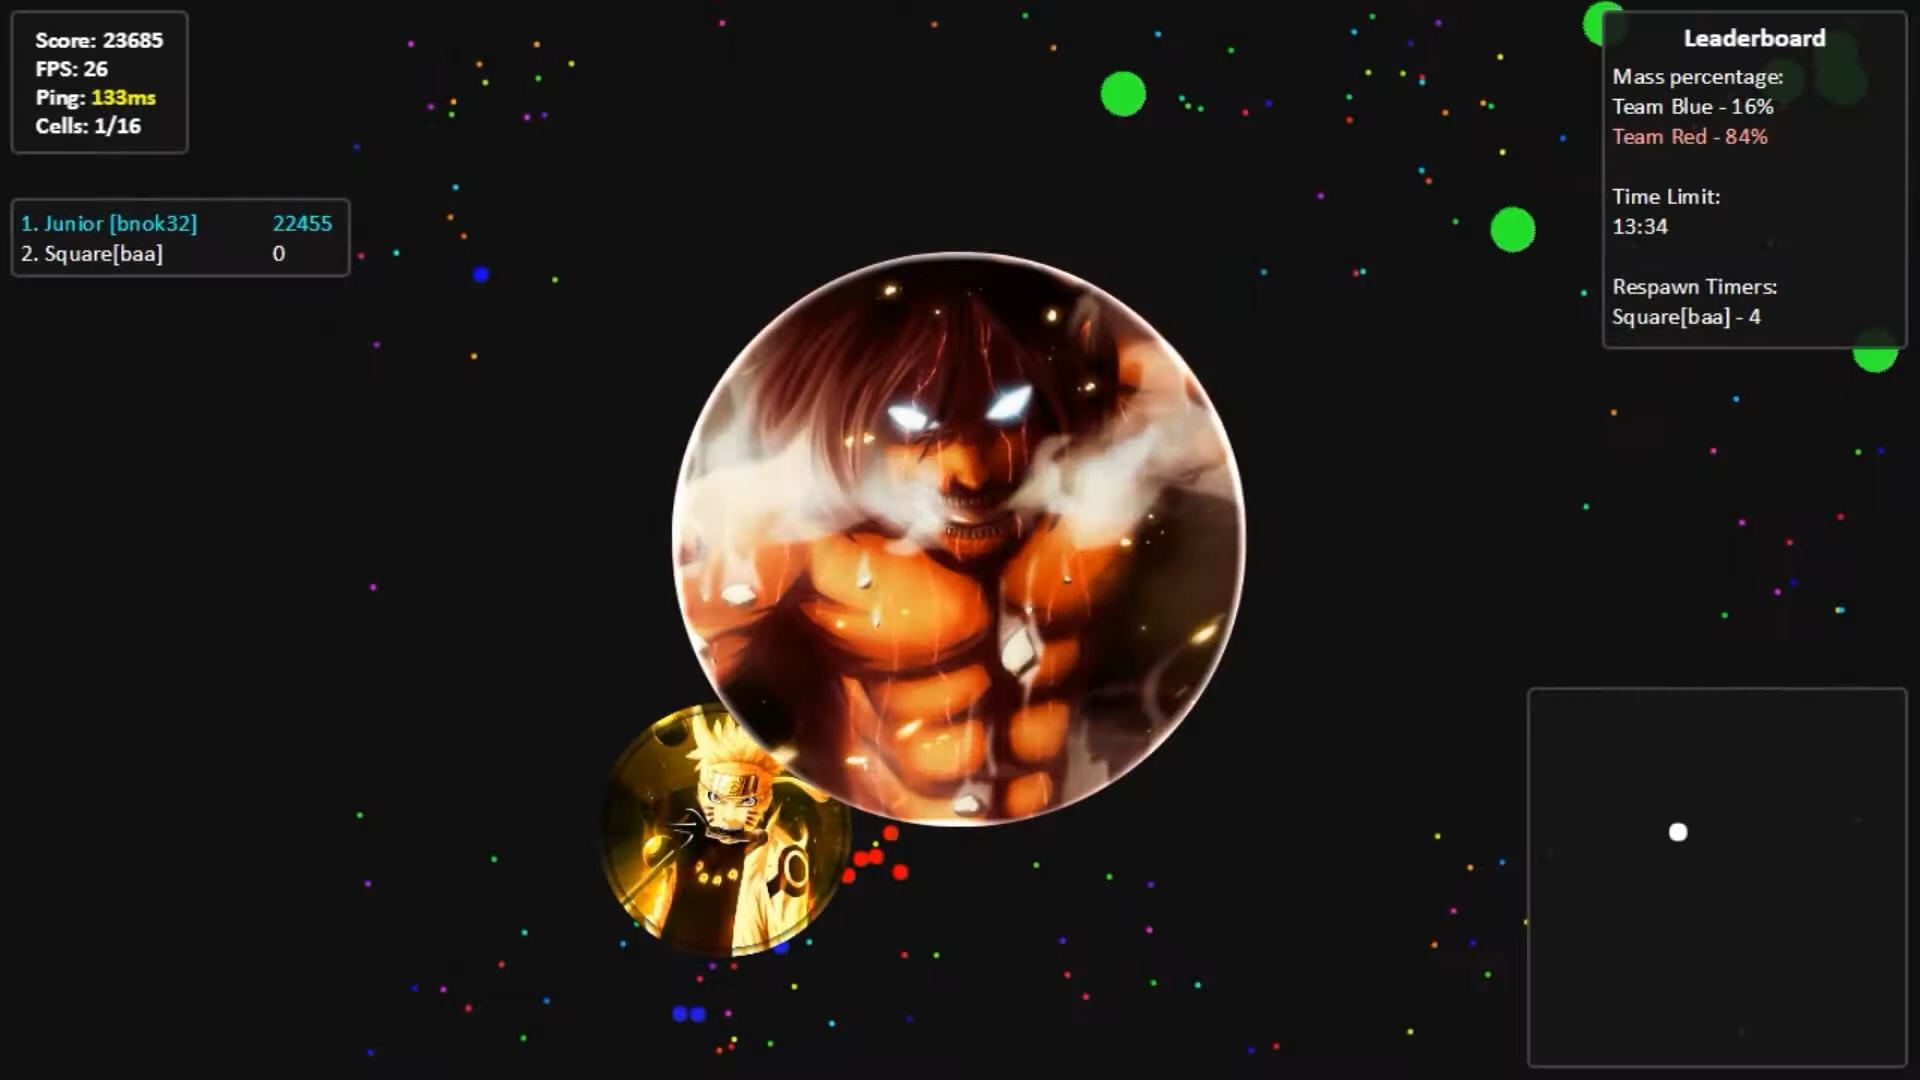 Score: 23685
FPS: 26
Ping: 133ms
Cells: 1/16
1. Junior [bnok32] 22455
2. Square[baa] 0
Leaderboard
Mass percentage:
Team Blue - 16%
Team Red - 84%
Time Limit:
13:34
Respawn Timers:
Square[baa] - 4